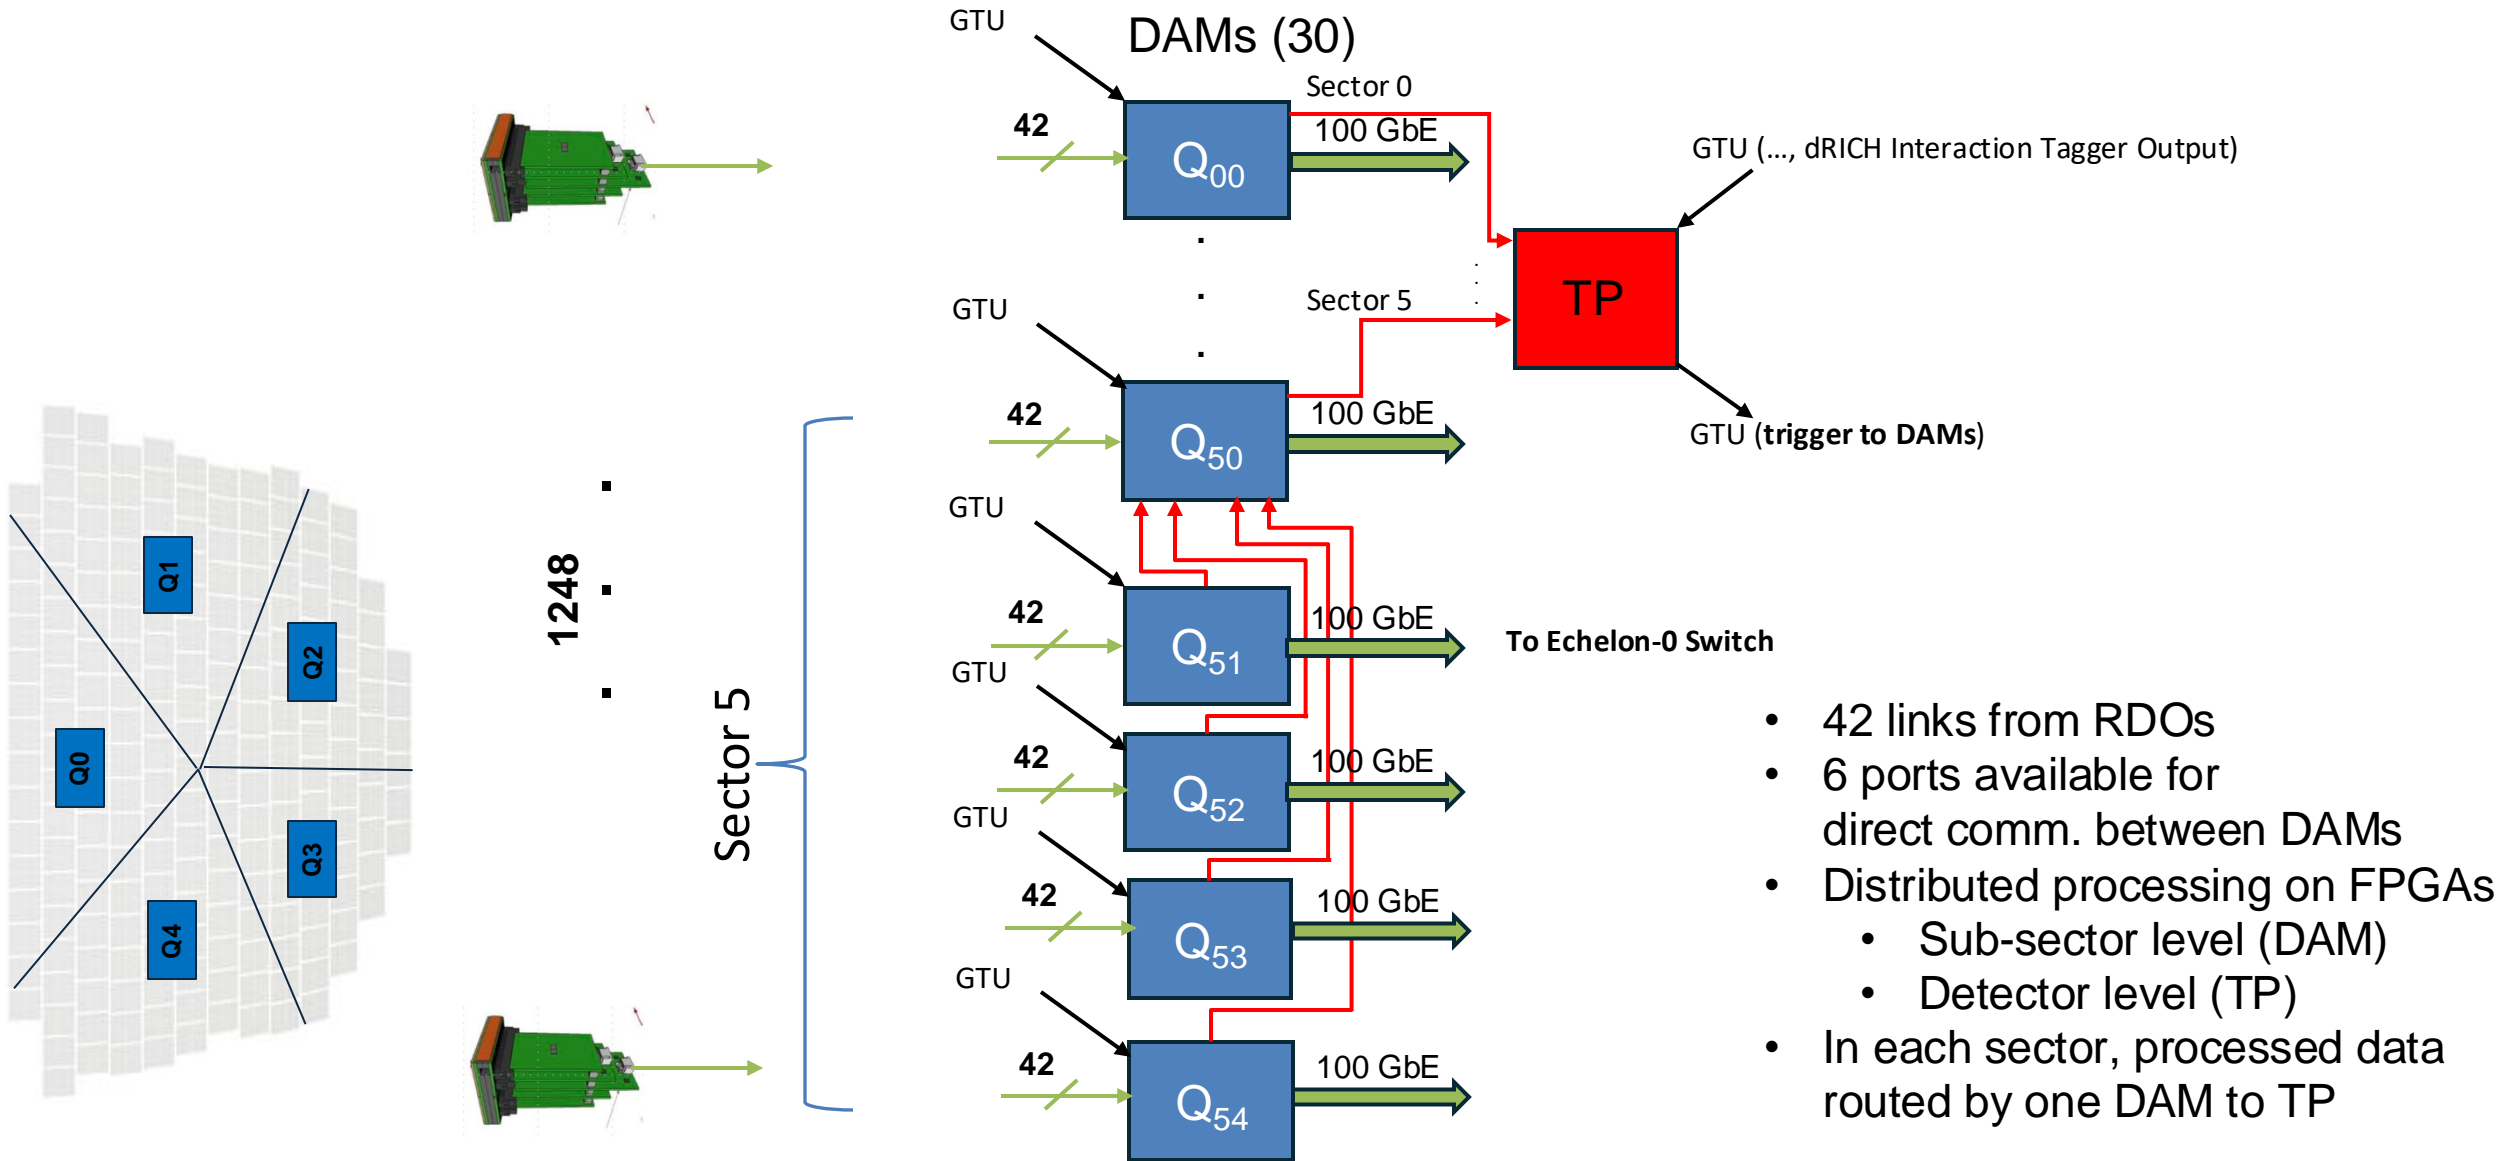 GTU
DAMs (30)
Sector 0
42
Q00
100 GbE
GTU (…, dRICH Interaction Tagger Output)
TP
GTU
Sector 5
42
Q50
100 GbE
GTU (trigger to DAMs)
GTU
42
Q51
100 GbE
To Echelon-0 Switch
GTU
42
Q52
100 GbE
GTU
42
Q53
100 GbE
GTU
42
Q54
100 GbE
Q1
Q2
Q0
Q3
Q4
1248
Sector 5
• 42 links from RDOs
• 6 ports available for
direct comm. between DAMs
• Distributed processing on FPGAs
• Sub-sector level (DAM)
• Detector level (TP)
• In each sector, processed data
routed by one DAM to TP